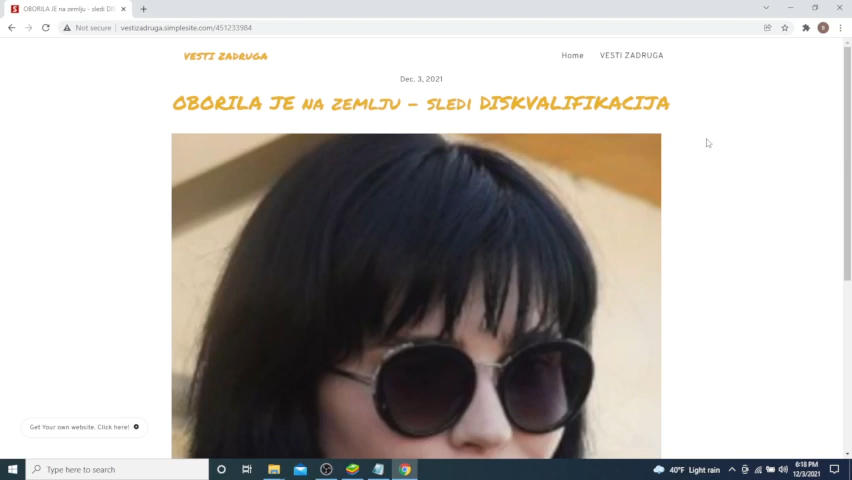 OBORILA JE na zemlju - sledi DIS
Not secure
vestizadruga.simplesite.com/451233984
VESTI ZADRUGA
Home
VESTI ZADRUGA
Dec. 3, 2021
OBORILA JE na zemlju – sledi DISKVALIFIKACIJA
Get Your own website. Click here!
Type here to search
40°F Light rain
6:18 PM
12/3/2021